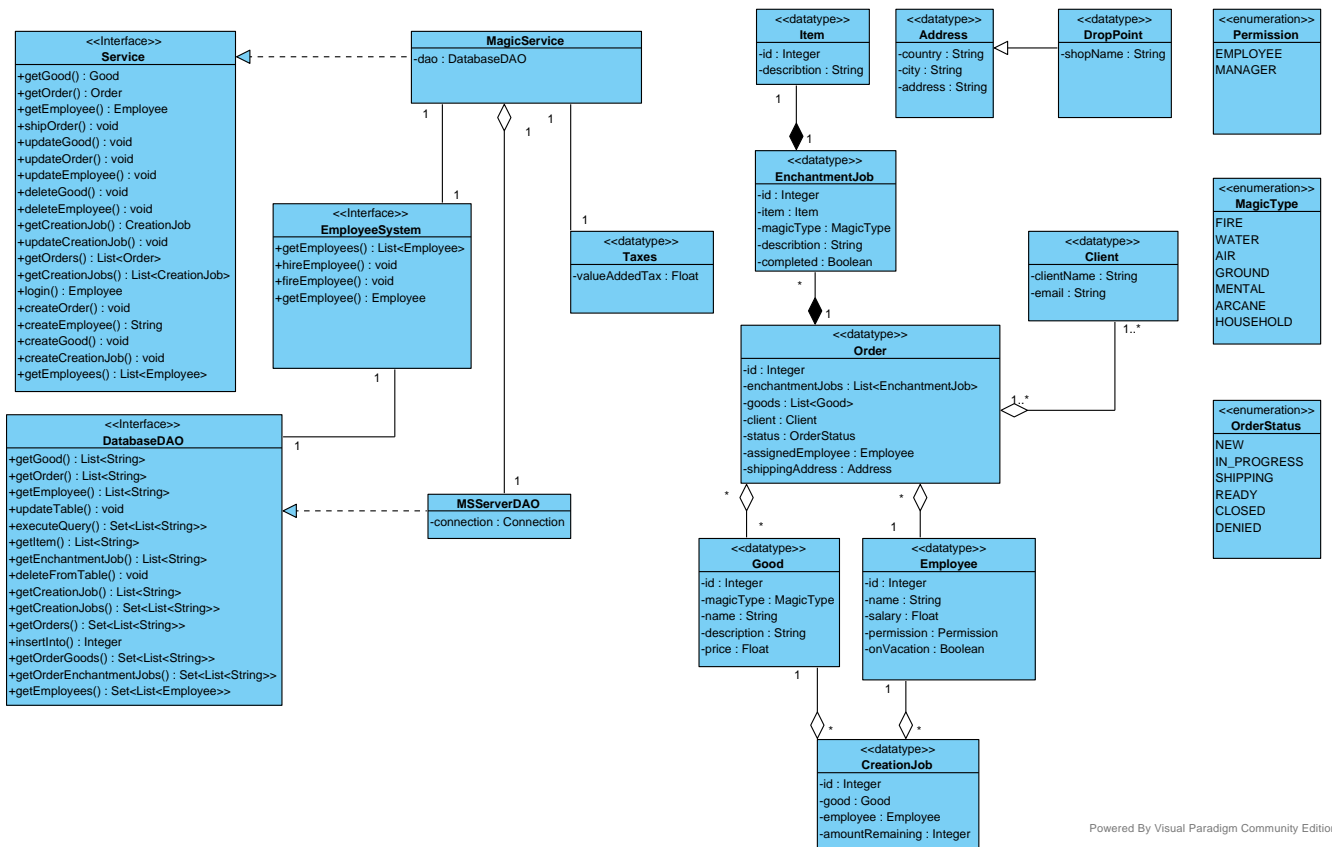 <<Interface>>
Service
+getGood() : Good
+getOrder() : Order
+getEmployee() : Employee
+shipOrder() : void
+updateGood() : void
+updateOrder() : void
+updateEmployee() : void
+deleteGood() : void
+deleteEmployee() : void
+getCreationJob() : CreationJob
+updateCreationJob() : void
+getOrders() : List<Order>
+getCreationJobs() : List<CreationJob>
+login() : Employee
+createOrder() : void
+createEmployee() : String
+createGood() : void
+createCreationJob() : void
+getEmployees() : List<Employee>
MagicService
-dao : DatabaseDAO
1
1
1
1
1
1
<<Interface>>
EmployeeSystem
+getEmployees() : List<Employee>
+hireEmployee() : void
+fireEmployee() : void
+getEmployee() : Employee
1
1
<<datatype>>
Taxes
-valueAddedTax : Float
<<Interface>>
DatabaseDAO
+getGood() : List<String>
+getOrder() : List<String>
+getEmployee() : List<String>
+updateTable() : void
+executeQuery() : Set<List<String>>
+getItem() : List<String>
+getEnchantmentJob() : List<String>
+deleteFromTable() : void
+getCreationJob() : List<String>
+getCreationJobs() : Set<List<String>>
+getOrders() : Set<List<String>>
+insertInto() : Integer
+getOrderGoods() : Set<List<String>>
+getOrderEnchantmentJobs() : Set<List<String>>
+getEmployees() : Set<List<Employee>>
MSServerDAO
-connection : Connection
<<datatype>>
Item
-id : Integer
-describtion : String
1
1
<<datatype>>
Address
-country : String
-city : String
-address : String
<<datatype>>
DropPoint
-shopName : String
<<enumeration>>
Permission
EMPLOYEE
MANAGER
<<datatype>>
EnchantmentJob
-id : Integer
-item : Item
-magicType : MagicType
-describtion : String
-completed : Boolean
*
1
<<enumeration>>
MagicType
FIRE
WATER
AIR
GROUND
MENTAL
ARCANE
HOUSEHOLD
<<datatype>>
Client
-clientName : String
-email : String
1..*
1..*
<<datatype>>
Order
-id : Integer
-enchantmentJobs : List<EnchantmentJob>
-goods : List<Good>
-client : Client
-status : OrderStatus
-assignedEmployee : Employee
-shippingAddress : Address
*
*
*
1
<<enumeration>>
OrderStatus
NEW
IN_PROGRESS
SHIPPING
READY
CLOSED
DENIED
<<datatype>>
Good
-id : Integer
-magicType : MagicType
-name : String
-description : String
-price : Float
1
*
<<datatype>>
Employee
-id : Integer
-name : String
-salary : Float
-permission : Permission
-onVacation : Boolean
1
*
<<datatype>>
CreationJob
-id : Integer
-good : Good
-employee : Employee
-amountRemaining : Integer
Powered By Visual Paradigm Community Edition